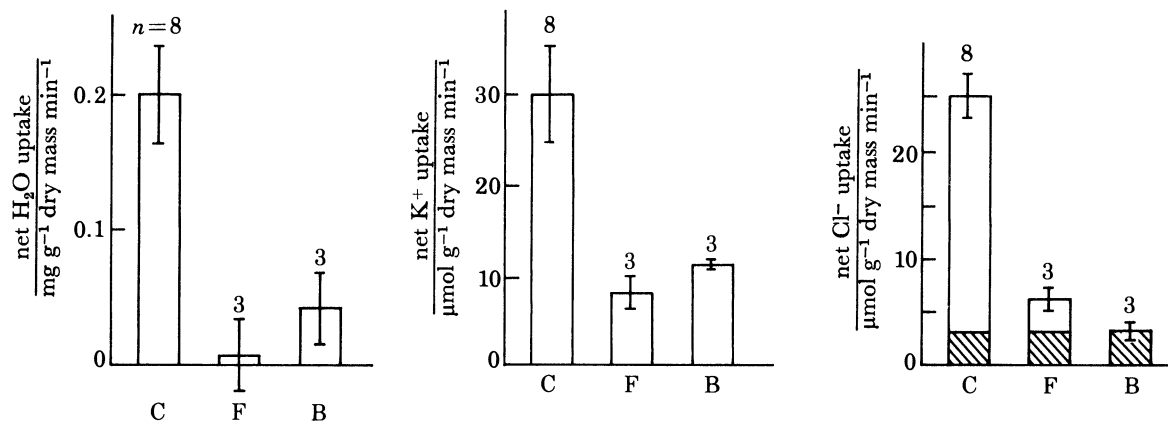 net H₂O uptake
mg g⁻¹ dry mass min⁻¹
0.2
0.1
0
n=8
3
3
C
F
B
net K⁺ uptake
μmol g⁻¹ dry mass min⁻¹
30
20
10
0
8
3
3
C
F
B
net Cl⁻ uptake
μmol g⁻¹ dry mass min⁻¹
20
10
0
8
3
3
C
F
B